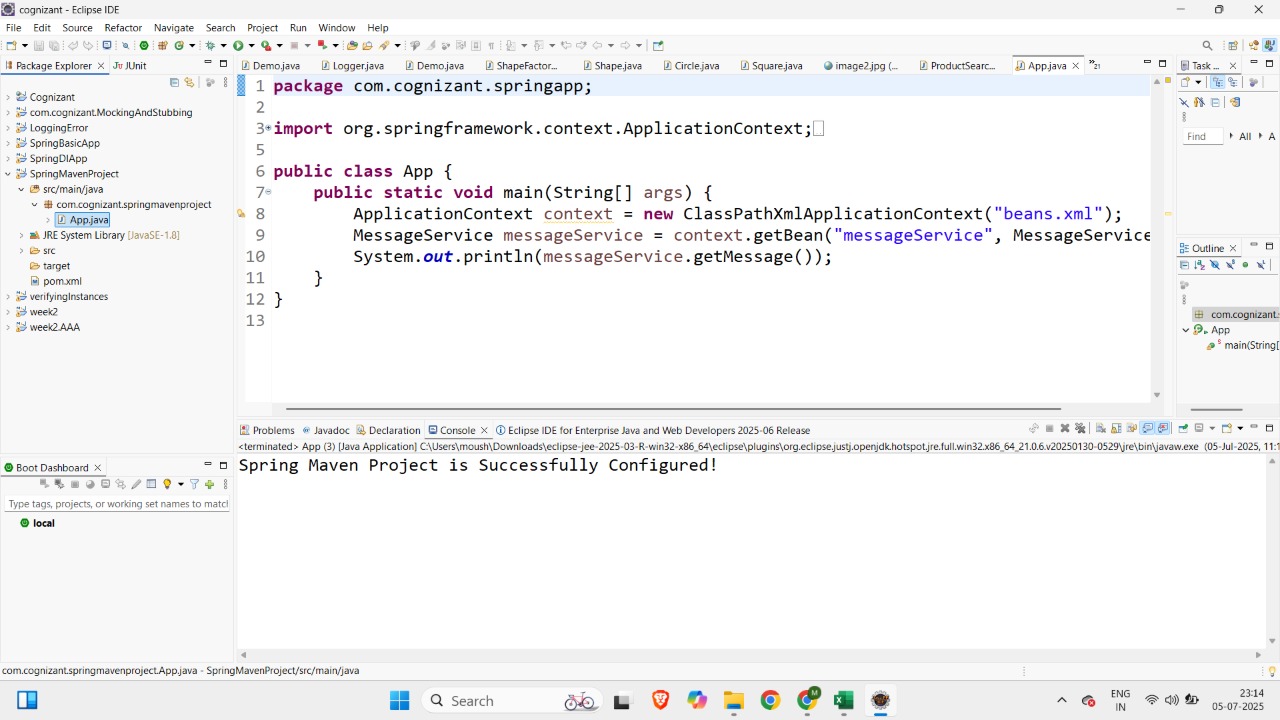 cognizant - Eclipse IDE
File Edit Source Refactor Navigate Search Project Run Window Help
Package Explorer JUnit
Demo.java Logger.java Demo.java ShapeFactor... Shape.java Circle.java Square.java image2.jpg (... ProductSearc... App.java 21
Task ...
Cognizant
com.cognizant.MockingAndStubbing
LoggingError
SpringBasicApp
SpringDIApp
SpringMavenProject
src/main/java
com.cognizant.springmavenproject
App.java
JRE System Library [JavaSE-1.8]
src
target
pom.xml
verifyingInstances
week2
week2.AAA
1 package com.cognizant.springapp;
2
3 import org.springframework.context.ApplicationContext;
5
6 public class App {
7 public static void main(String[] args) {
8 ApplicationContext context = new ClassPathXmlApplicationContext("beans.xml");
9 MessageService messageService = context.getBean("messageService", MessageService
10 System.out.println(messageService.getMessage());
11 }
12 }
13
Find All A
Outline
com.cognizant.
App
main(String[
Problems Javadoc Declaration Console Eclipse IDE for Enterprise Java and Web Developers 2025-06 Release
<terminated> App (3) [Java Application] C:\Users\moush\Downloads\eclipse-jee-2025-03-R-win32-x86_64\eclipse\plugins\org.eclipse.justj.openjdk.hotspot.jre.full.win32.x86_64_21.0.6.v20250130-0529\jre\bin\javaw.exe (05-Jul-2025, 11:1
Spring Maven Project is Successfully Configured!
Boot Dashboard
Type tags, projects, or working set names to matcl
local
com.cognizant.springmavenproject.App.java - SpringMavenProject/src/main/java
Search
M
ENG
IN
23:14
05-07-2025